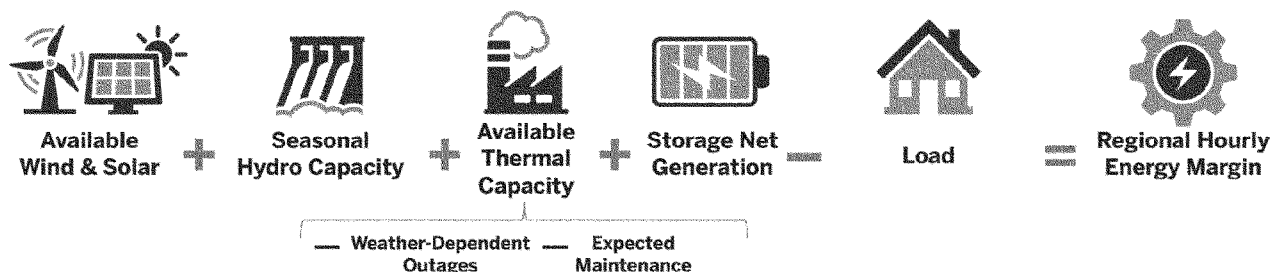 Available
Wind & Solar
+
Seasonal
Hydro Capacity
+
Available
Thermal
Capacity
+
Storage Net
Generation
−
Load
=
Regional Hourly
Energy Margin
— Weather-Dependent
Outages
— Expected
Maintenance